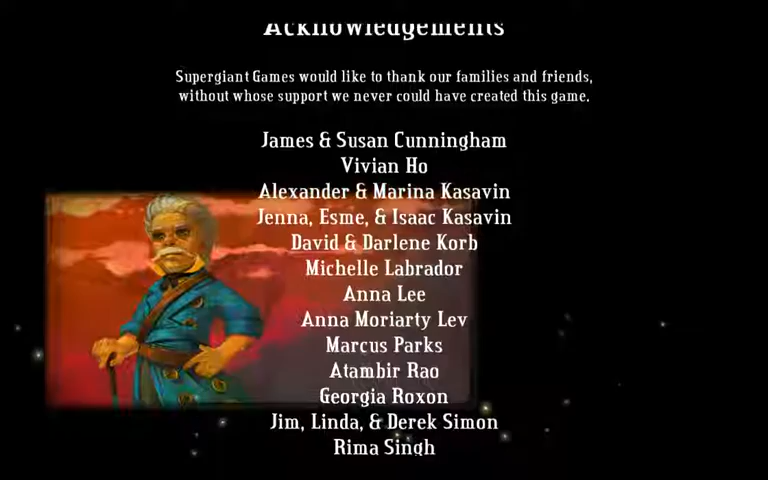 Acknowledgements
Supergiant Games would like to thank our families and friends,
without whose support we never could have created this game.
James & Susan Cunningham
Vivian Ho
Alexander & Marina Kasavin
Jenna, Esme, & Isaac Kasavin
David & Darlene Korb
Michelle Labrador
Anna Lee
Anna Moriarty Lev
Marcus Parks
Atambir Rao
Georgia Roxon
Jim, Linda, & Derek Simon
Rima Singh